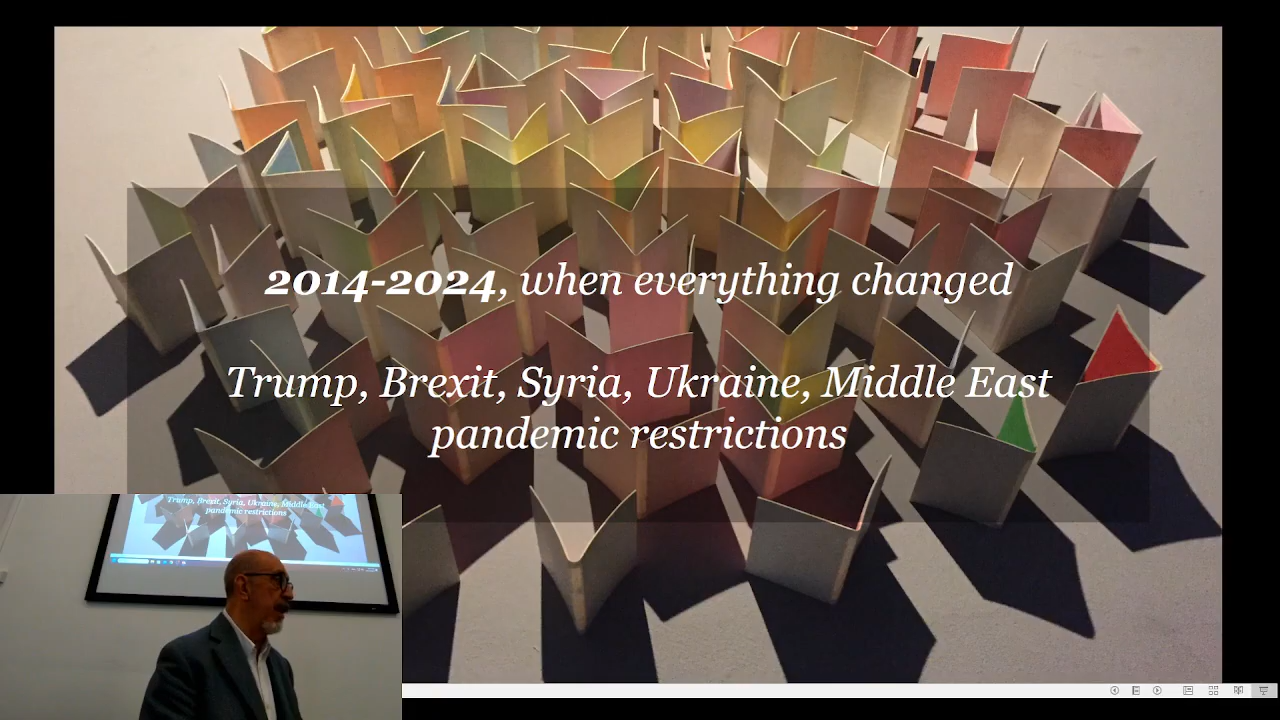 2014-2024, when everything changed
Trump, Brexit, Syria, Ukraine, Middle East
pandemic restrictions
Trump, Brexit, Syria, Ukraine, Middle East
pandemic restrictions